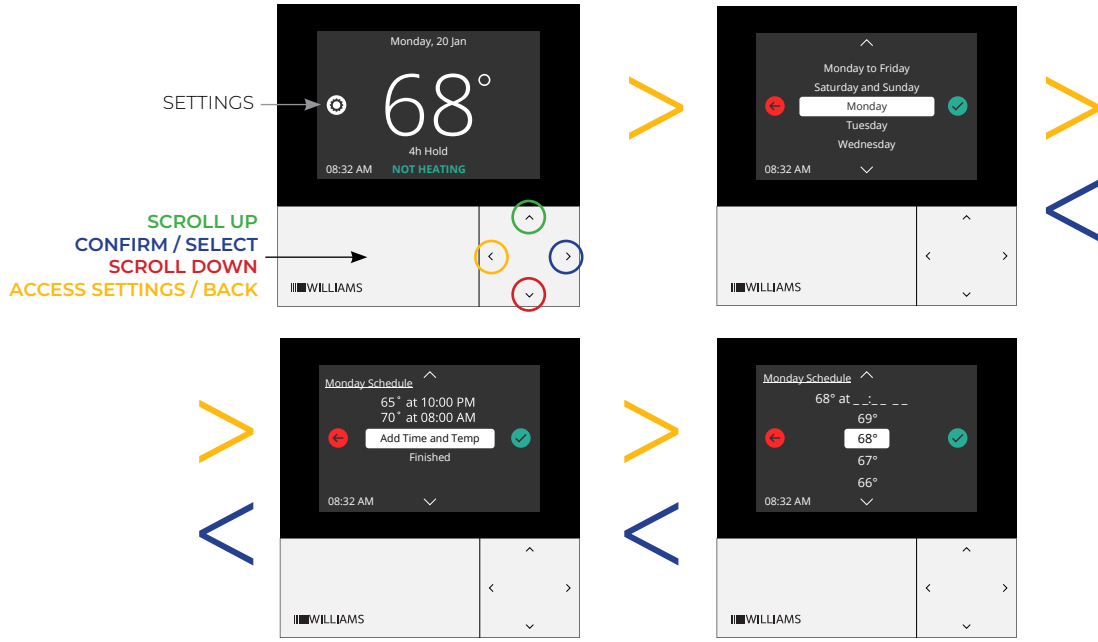 SETTINGS
Monday, 20 Jan
68°
4h Hold
08:32 AM NOT HEATING
SCROLL UP
CONFIRM / SELECT
SCROLL DOWN
ACCESS SETTINGS / BACK
WILLIAMS
Monday to Friday
Saturday and Sunday
Monday
Tuesday
Wednesday
08:32 AM
WILLIAMS
Monday Schedule
65° at 10:00 PM
70° at 08:00 AM
Add Time and Temp
Finished
08:32 AM
WILLIAMS
Monday Schedule
68° at _ _:_ _ _ _
69°
68°
67°
66°
08:32 AM
WILLIAMS